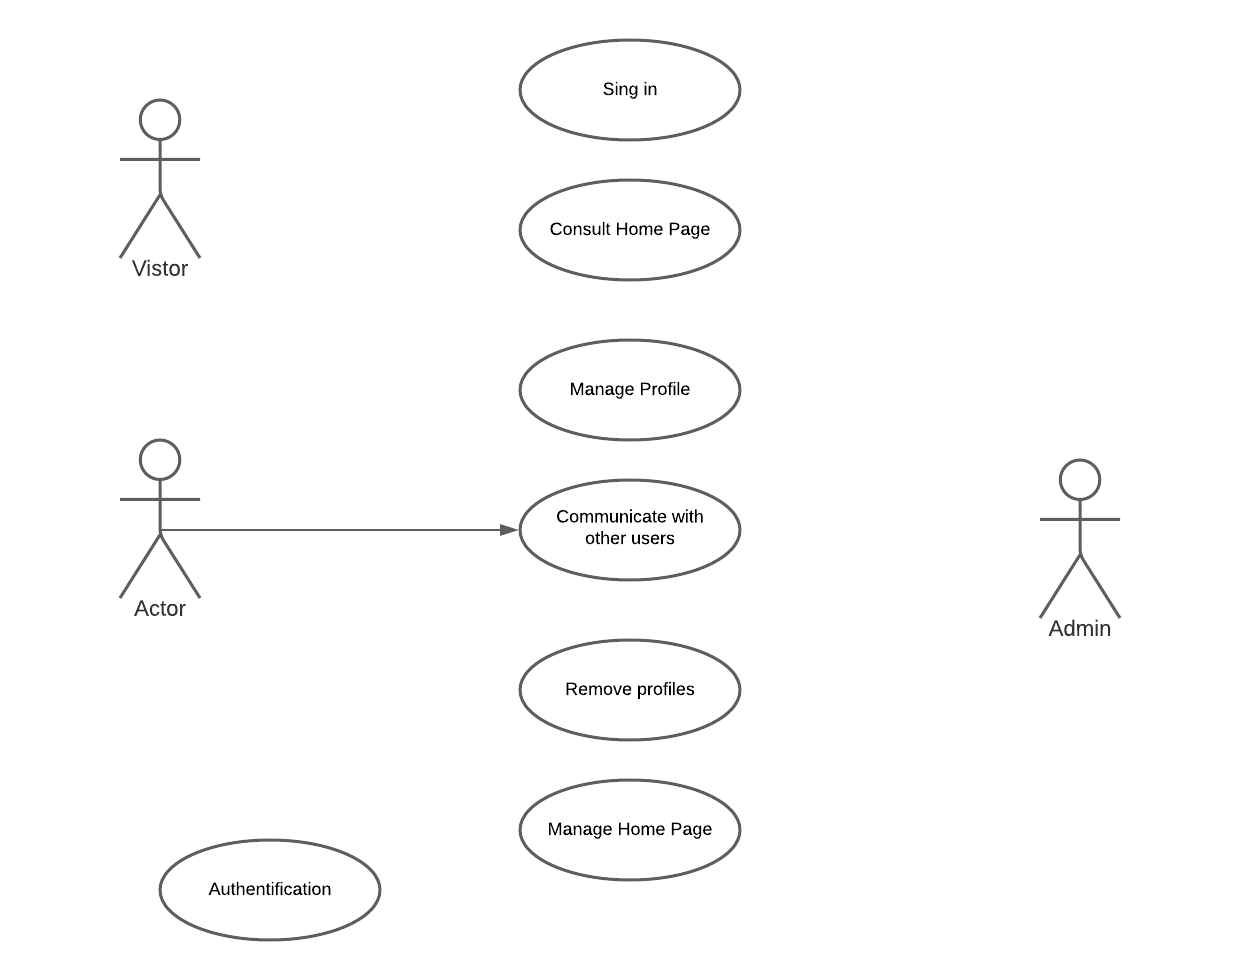 Sing in
Consult Home Page
Vistor
Manage Profile
Communicate with
other users
Actor
Admin
Remove profiles
Manage Home Page
Authentification